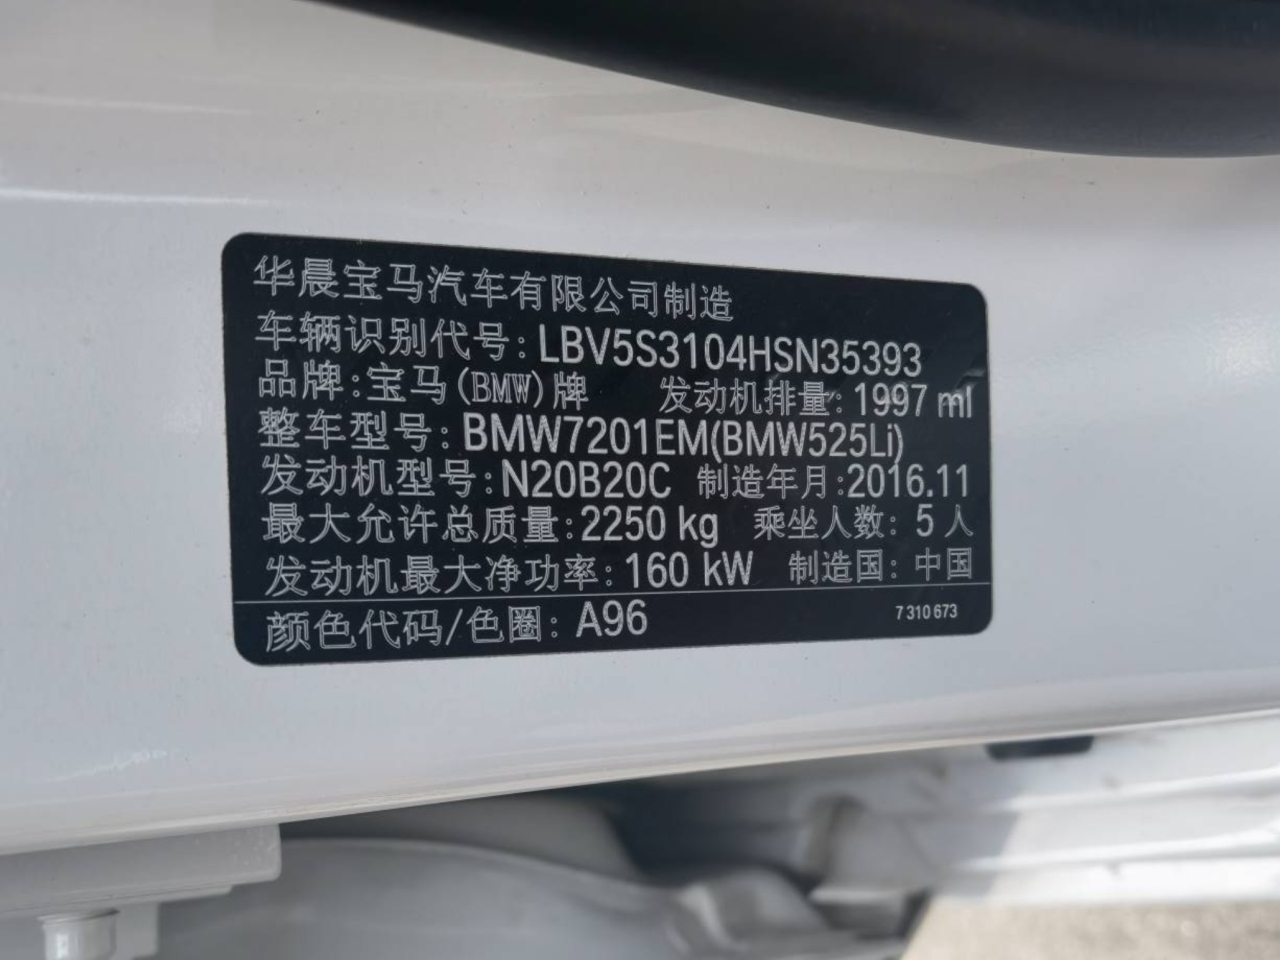 华晨宝马汽车有限公司制造
车辆识别代号: LBV5S3104HSN35393
品牌:宝马(BMW)牌 发动机排量: 1997 ml
整车型号: BMW7201EM(BMW525Li)
发动机型号: N20B20C 制造年月:2016.11
最大允许总质量: 2250 kg 乘坐人数: 5 人
发动机最大净功率: 160 kW 制造国: 中国
颜色代码/色圈: A96 7 310 673